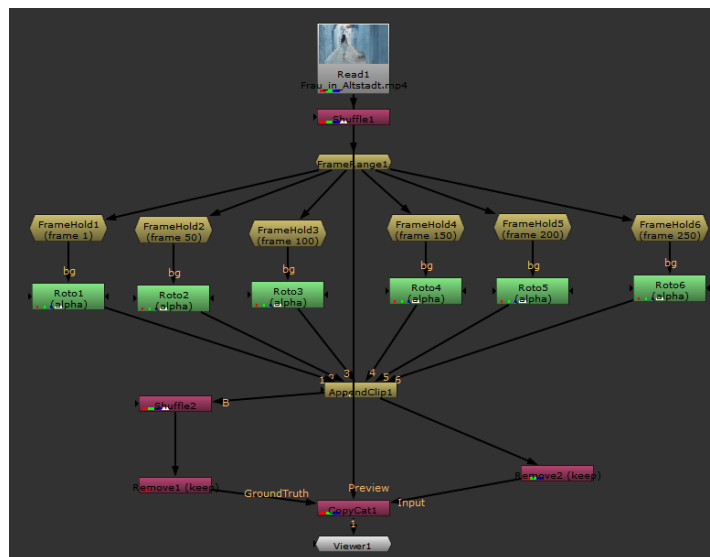 Read1
Frau_in_Altstadt.mp4
Shuffle1
FrameRange1
FrameHold1
(frame 1)
FrameHold2
(frame 50)
FrameHold3
(frame 100)
FrameHold4
(frame 150)
FrameHold5
(frame 200)
FrameHold6
(frame 250)
bg
bg
bg
bg
bg
bg
Roto1
(alpha)
Roto2
(alpha)
Roto3
(alpha)
Roto4
(alpha)
Roto5
(alpha)
Roto6
(alpha)
1 2 3 4 5 6
AppendClip1
Shuffle2
B
Remove1 (keep)
Remove2 (keep)
GroundTruth
Preview
Input
CopyCat1
1
Viewer1